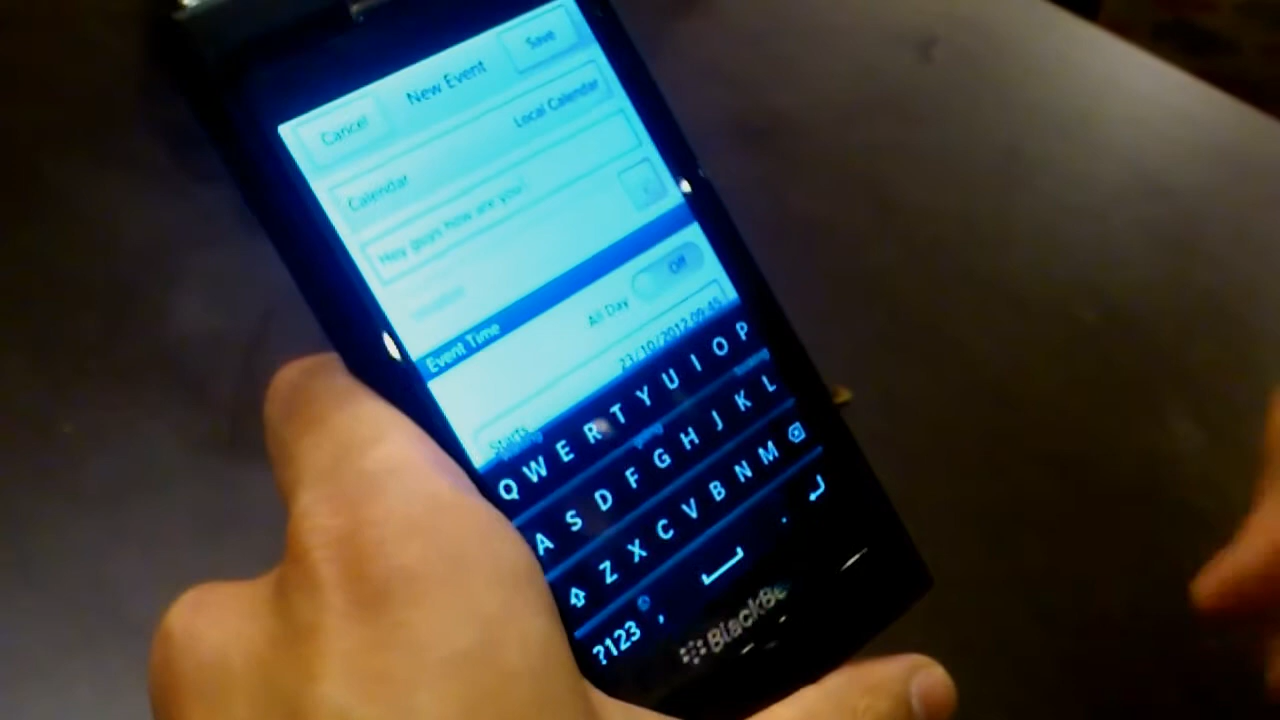 Cancel New Event Save
Calendar Local Calendar
Hey guys how are you
Event Time
All Day Off
Starts 23/10/2012 09:45
Q W E R T Y U I O P
A S D F G H J K L
Z X C V B N M
?123 , .
BlackBe